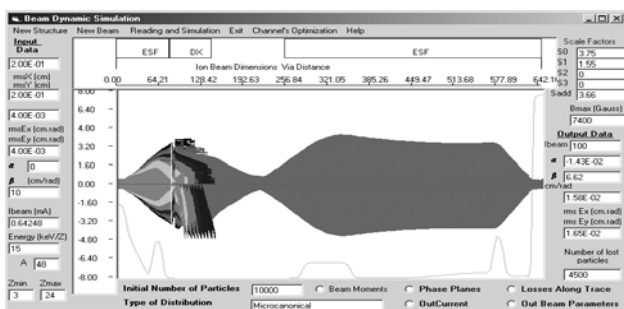 Beam Dynamic Simulation
New Structure New Beam Reading and Simulation Exit Channel's Optimization Help
Input
Data
2.00E-01
rmsX (cm)
rmsY (cm)
2.00E-01
4.00E-03
rmsEx (cm.rad)
rmsEy (cm.rad)
4.00E-03
α 0
β (cm/rad)
10
Ibeam (mA)
0.64248
Energy (keV/Z)
15
A 48
Zmin Zmax
3 24
ESF DX ESF
Ion Beam Dimensions Via Distance
0.00 64.21 128.42 192.63 256.84 321.05 385.26 449.47 513.68 577.89 642.1
8.00
6.40
4.80
3.20
1.60
0.00
-1.60
-3.20
-4.80
-6.40
-8.00
Scale Factors
S0 3.75
S1 1.55
S2 0
S3 0
Sadd 3.66
Bmax (Gauss)
7400
Output Data
Ibeam 100
α -1.43E-02
β 6.62
cm/rad
1.58E-02
rms Ex (cm.rad)
rms Ey (cm.rad)
1.65E-02
Number of lost
particles
4500
Initial Number of Particles 10000 Beam Moments Phase Planes Losses Along Trace
Type of Distribution Microcanonical OutCurrent Out Beam Parameters